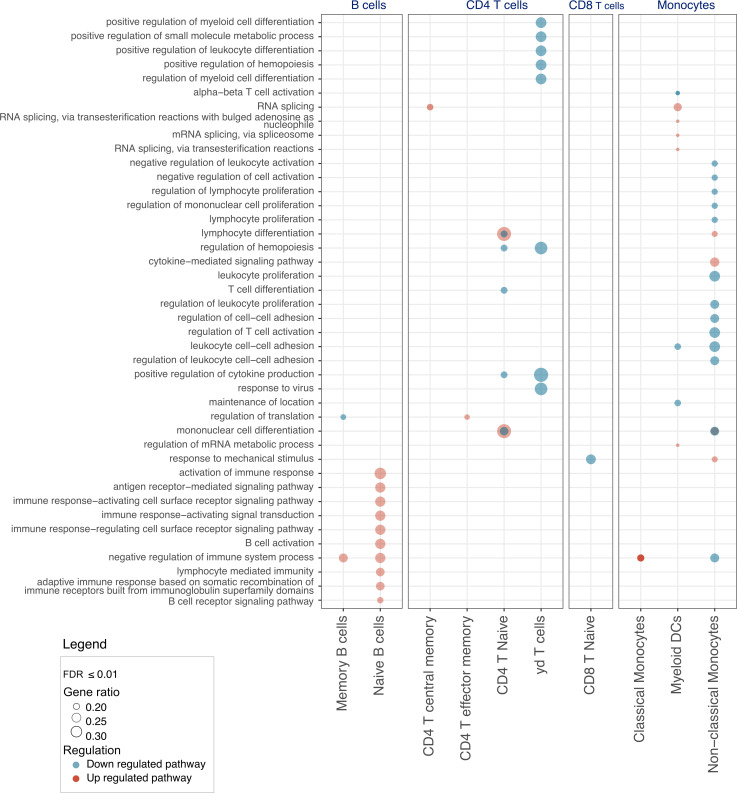 B cells CD4 T cells CD8 T cells Monocytes
positive regulation of myeloid cell differentiation
positive regulation of small molecule metabolic process
positive regulation of leukocyte differentiation
positive regulation of hemopoiesis
regulation of myeloid cell differentiation
alpha−beta T cell activation
RNA splicing
RNA splicing, via transesterification reactions with bulged adenosine as
nucleophile
mRNA splicing, via spliceosome
RNA splicing, via transesterification reactions
negative regulation of leukocyte activation
negative regulation of cell activation
regulation of lymphocyte proliferation
regulation of mononuclear cell proliferation
lymphocyte proliferation
lymphocyte differentiation
regulation of hemopoiesis
cytokine−mediated signaling pathway
leukocyte proliferation
T cell differentiation
regulation of leukocyte proliferation
regulation of cell−cell adhesion
regulation of T cell activation
leukocyte cell−cell adhesion
regulation of leukocyte cell−cell adhesion
positive regulation of cytokine production
response to virus
maintenance of location
regulation of translation
mononuclear cell differentiation
regulation of mRNA metabolic process
response to mechanical stimulus
activation of immune response
antigen receptor−mediated signaling pathway
immune response−activating cell surface receptor signaling pathway
immune response−activating signal transduction
immune response−regulating cell surface receptor signaling pathway
B cell activation
negative regulation of immune system process
lymphocyte mediated immunity
adaptive immune response based on somatic recombination of
immune receptors built from immunoglobulin superfamily domains
B cell receptor signaling pathway
Memory B cells
Naive B cells
CD4 T central memory
CD4 T effector memory
CD4 T Naive
yd T cells
CD8 T Naive
Classical Monocytes
Myeloid DCs
Non−classical Monocytes
Legend
FDR ≤ 0.01
Gene ratio
0.20
0.25
0.30
Regulation
Down regulated pathway
Up regulated pathway